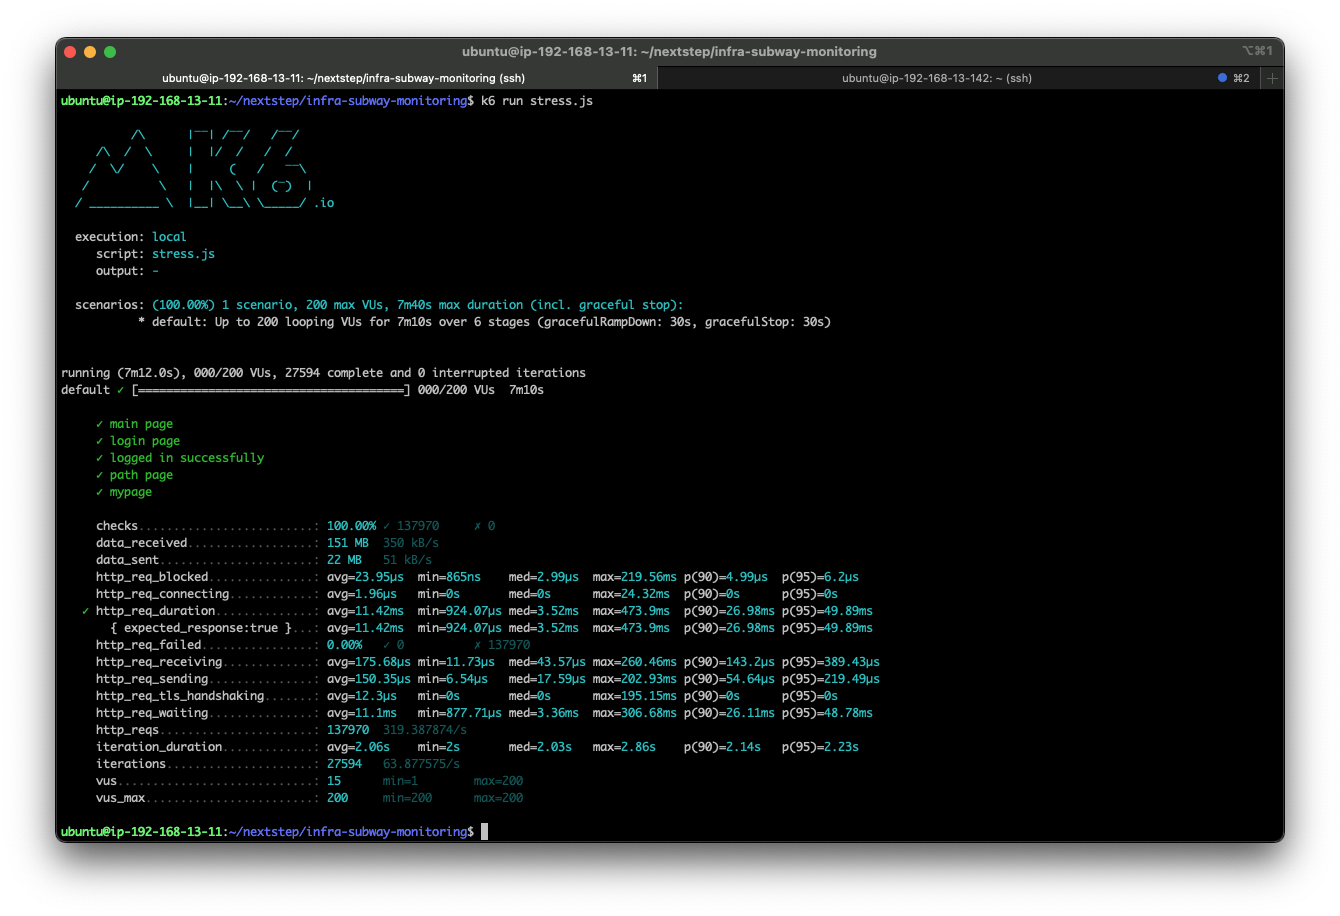 ubuntu@ip-192-168-13-11: ~/nextstep/infra-subway-monitoring
⌥⌘1
ubuntu@ip-192-168-13-11: ~/nextstep/infra-subway-monitoring (ssh) ⌘1
ubuntu@ip-192-168-13-142: ~ (ssh) ⌘2 +
ubuntu@ip-192-168-13-11:~/nextstep/infra-subway-monitoring$ k6 run stress.js
          /\      |‾‾| /‾‾/   /‾‾/
     /\  /  \     |  |/  /   /  /
    /  \/    \    |     (   /   ‾‾\
   /          \   |  |\  \ |  (‾)  |
  / __________ \  |__| \__\ \_____/ .io
  execution: local
     script: stress.js
     output: -
  scenarios: (100.00%) 1 scenario, 200 max VUs, 7m40s max duration (incl. graceful stop):
           * default: Up to 200 looping VUs for 7m10s over 6 stages (gracefulRampDown: 30s, gracefulStop: 30s)
running (7m12.0s), 000/200 VUs, 27594 complete and 0 interrupted iterations
default ✓ [======================================] 000/200 VUs  7m10s
     ✓ main page
     ✓ login page
     ✓ logged in successfully
     ✓ path page
     ✓ mypage
     checks.........................: 100.00% ✓ 137970     ✗ 0
     data_received..................: 151 MB  350 kB/s
     data_sent......................: 22 MB   51 kB/s
     http_req_blocked...............: avg=23.95µs  min=865ns    med=2.99µs  max=219.56ms p(90)=4.99µs  p(95)=6.2µs
     http_req_connecting............: avg=1.96µs   min=0s       med=0s      max=24.32ms  p(90)=0s      p(95)=0s
   ✓ http_req_duration..............: avg=11.42ms  min=924.07µs med=3.52ms  max=473.9ms  p(90)=26.98ms p(95)=49.89ms
       { expected_response:true }...: avg=11.42ms  min=924.07µs med=3.52ms  max=473.9ms  p(90)=26.98ms p(95)=49.89ms
     http_req_failed................: 0.00%   ✓ 0          ✗ 137970
     http_req_receiving.............: avg=175.68µs min=11.73µs  med=43.57µs max=260.46ms p(90)=143.2µs p(95)=389.43µs
     http_req_sending...............: avg=150.35µs min=6.54µs   med=17.59µs max=202.93ms p(90)=54.64µs p(95)=219.49µs
     http_req_tls_handshaking.......: avg=12.3µs   min=0s       med=0s      max=195.15ms p(90)=0s      p(95)=0s
     http_req_waiting...............: avg=11.1ms   min=877.71µs med=3.36ms  max=306.68ms p(90)=26.11ms p(95)=48.78ms
     http_reqs......................: 137970  319.387874/s
     iteration_duration.............: avg=2.06s    min=2s       med=2.03s   max=2.86s    p(90)=2.14s   p(95)=2.23s
     iterations.....................: 27594   63.877575/s
     vus............................: 15      min=1        max=200
     vus_max........................: 200     min=200      max=200
ubuntu@ip-192-168-13-11:~/nextstep/infra-subway-monitoring$